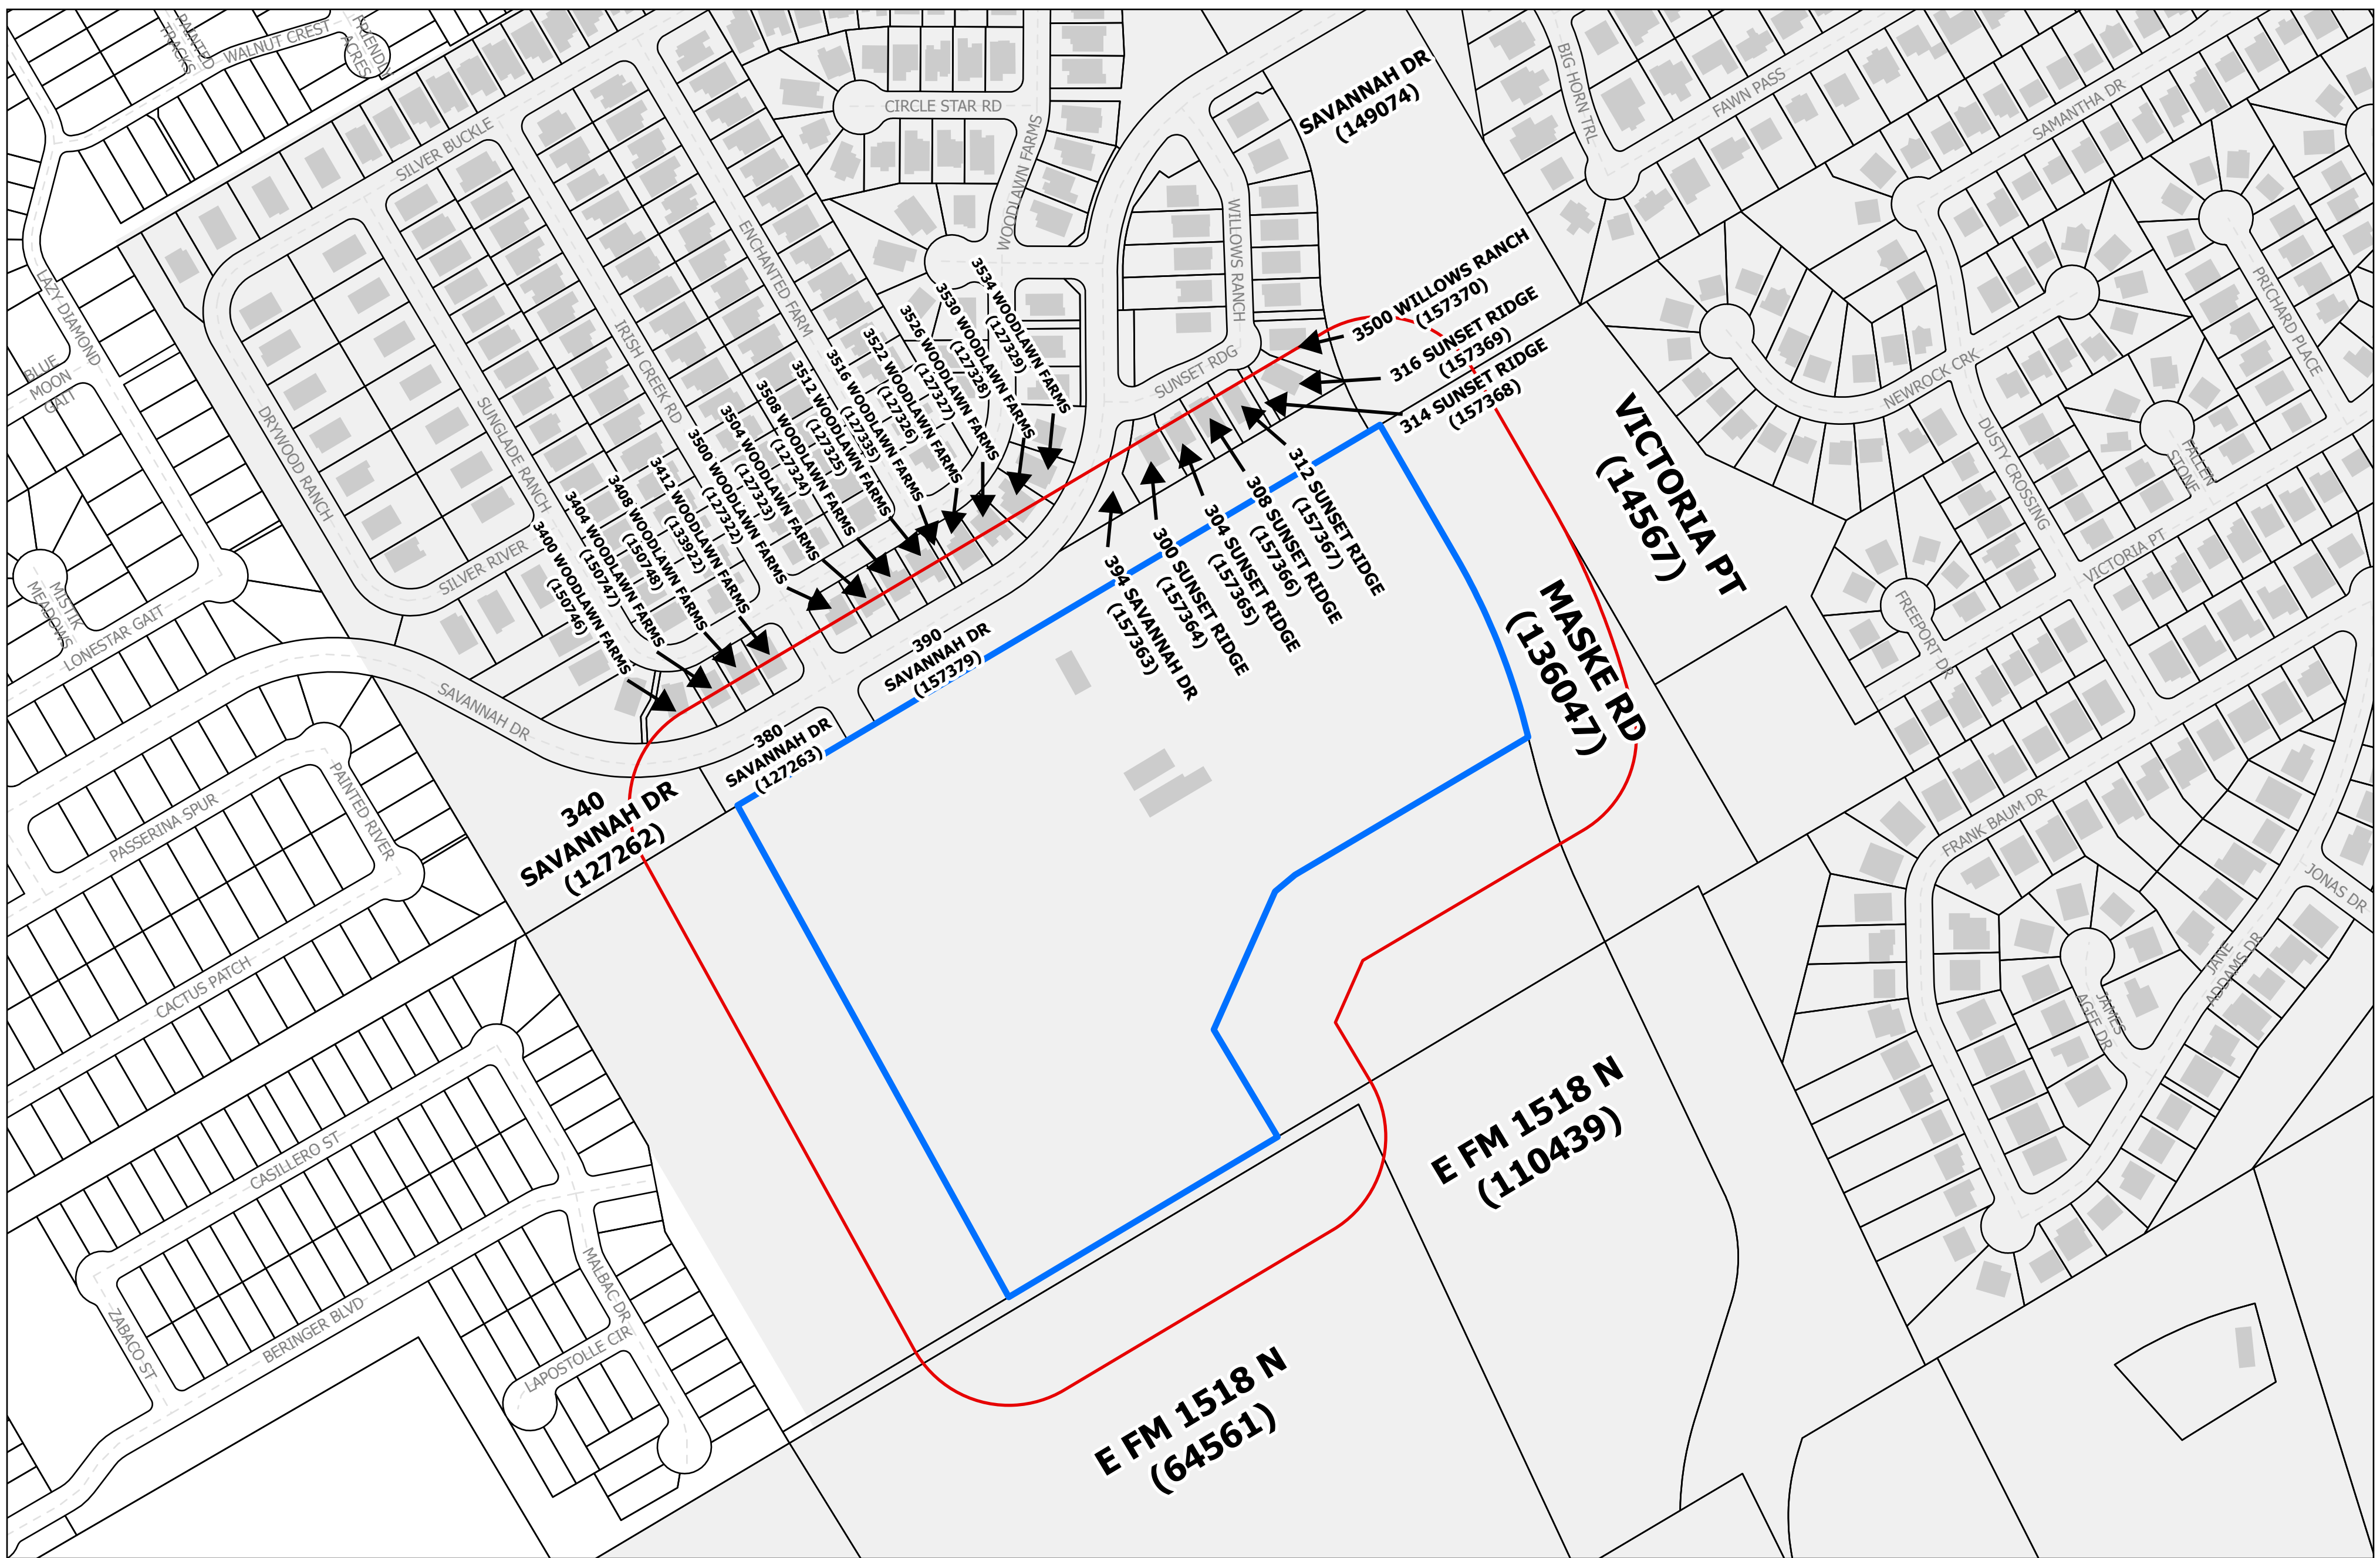 PAINTED
TRACKS
WALNUT CREST
FRIENDLY
ACRES
SILVER BUCKLE
CIRCLE STAR RD
WOODLAWN FARMS
SAVANNAH DR
(149074)
BIG HORN TRL
FAWN PASS
SAMANTHA DR
LAZY DIAMOND
BLUE
MOON
GAIT
DRYWOOD RANCH
SUNGLADE RANCH
IRISH CREEK RD
ENCHANTED FARM
WILLOWS RANCH
SUNSET RDG
SILVER RIVER
MISTIK
MEADOWS
LONESTAR GAIT
SAVANNAH DR
PRICHARD PLACE
NEWROCK CRK
DUSTY CROSSING
FALLEN
STONE
VICTORIA PT
FREEPORT DR
3534 WOODLAWN FARMS
(127329)
3530 WOODLAWN FARMS
(127328)
3526 WOODLAWN FARMS
(127327)
3522 WOODLAWN FARMS
(127326)
3516 WOODLAWN FARMS
(127335)
3512 WOODLAWN FARMS
(127325)
3508 WOODLAWN FARMS
(127324)
3504 WOODLAWN FARMS
(127323)
3500 WOODLAWN FARMS
(127322)
3412 WOODLAWN FARMS
(133922)
3408 WOODLAWN FARMS
(150748)
3404 WOODLAWN FARMS
(150747)
3400 WOODLAWN FARMS
(150746)
3500 WILLOWS RANCH
(157370)
316 SUNSET RIDGE
(157369)
314 SUNSET RIDGE
(157368)
312 SUNSET RIDGE
(157367)
308 SUNSET RIDGE
(157366)
304 SUNSET RIDGE
(157365)
300 SUNSET RIDGE
(157364)
394 SAVANNAH DR
(157363)
390
SAVANNAH DR
(157379)
380
SAVANNAH DR
(127263)
340
SAVANNAH DR
(127262)
VICTORIA PT
(14567)
MASKE RD
(136047)
PASSERINA SPUR
PAINTED RIVER
CACTUS PATCH
CASILLERO ST
BERINGER BLVD
ZABACO ST
MALBAC DR
LAPOSTOLLE CIR
FRANK BAUM DR
JONAS DR
JANE
ADDAMS DR
JAMES
AGEE DR
E FM 1518 N
(110439)
E FM 1518 N
(64561)